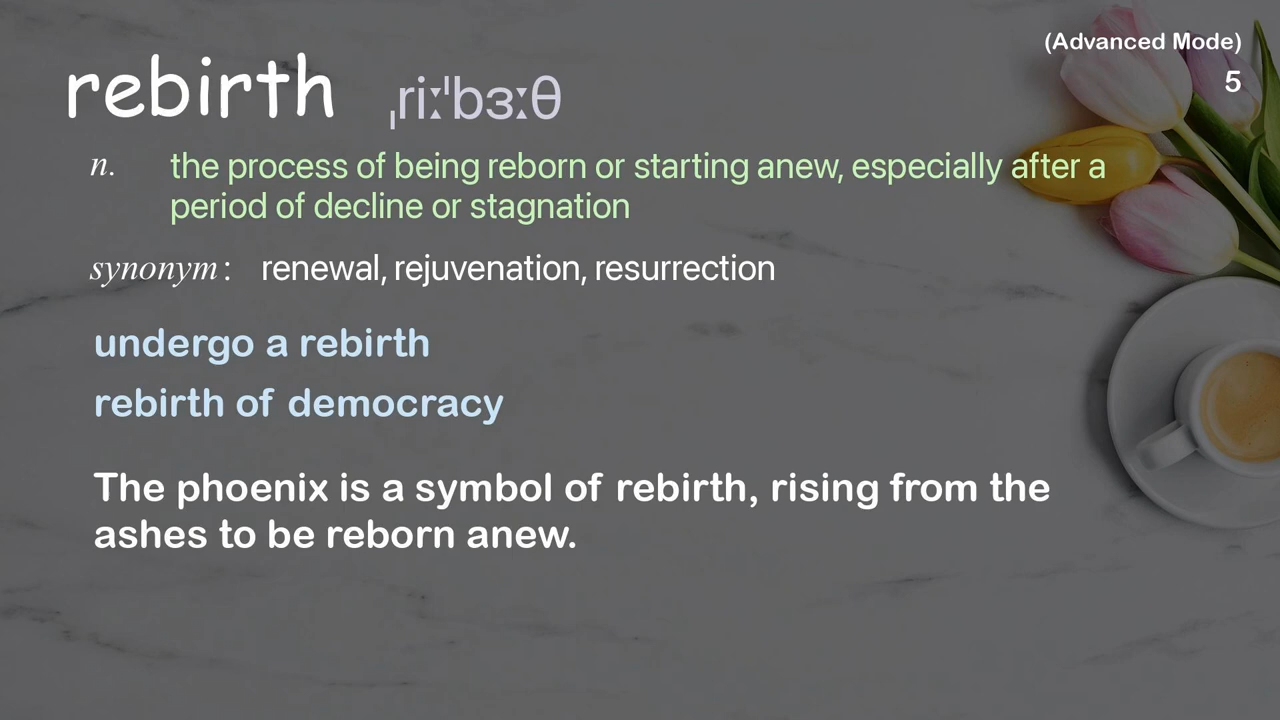 (Advanced Mode)
5
rebirth ˌriːˈbɜːθ
n. the process of being reborn or starting anew, especially after a
period of decline or stagnation
synonym : renewal, rejuvenation, resurrection
undergo a rebirth
rebirth of democracy
The phoenix is a symbol of rebirth, rising from the
ashes to be reborn anew.